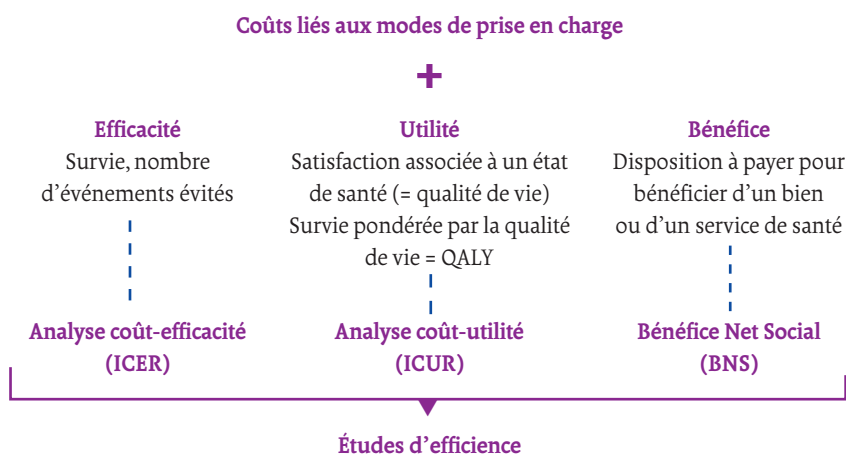 Coûts liés aux modes de prise en charge
+
Efficacité
Survie, nombre
d’événements évités
Utilité
Satisfaction associée à un état
de santé (= qualité de vie)
Survie pondérée par la qualité
de vie = QALY
Bénéfice
Disposition à payer pour
bénéficier d’un bien
ou d’un service de santé
Analyse coût-efficacité
(ICER)
Analyse coût-utilité
(ICUR)
Bénéfice Net Social
(BNS)
Études d’efficience